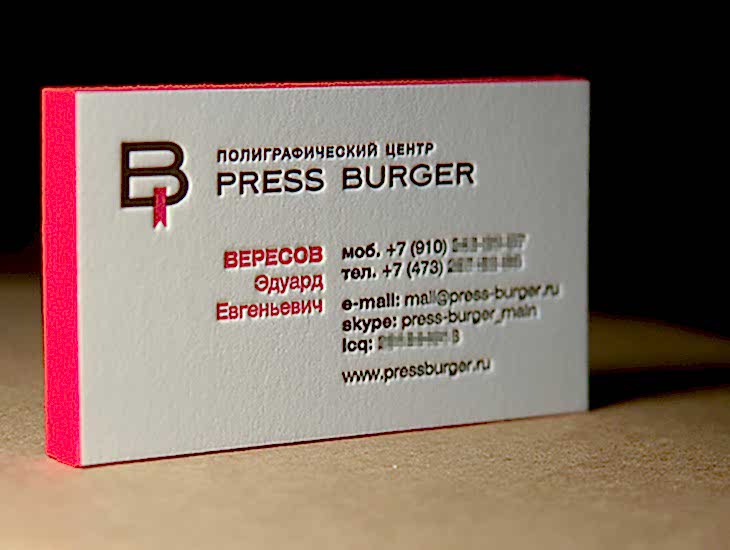 B
ПОЛИГРАФИЧЕСКИЙ ЦЕНТР
PRESS BURGER
ВЕРЕСОВ
Эдуард
Евгеньевич
моб. +7 (910)
тел. +7 (473)
e-mail: mail@press-burger.ru
skype: press-burger_main
Icq:
www.pressburger.ru